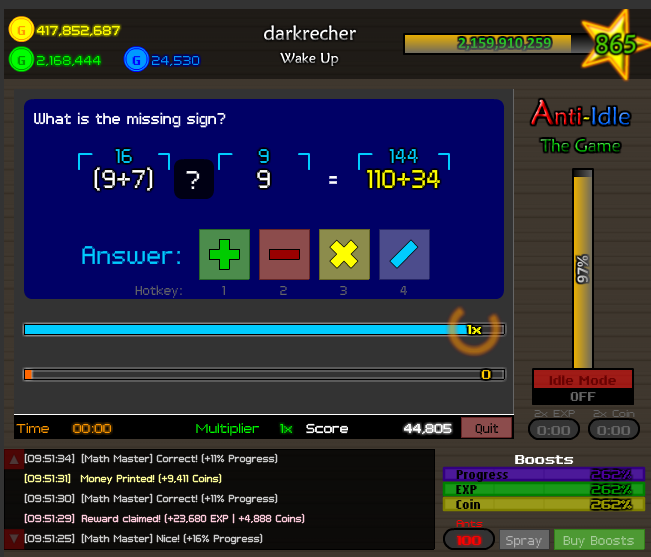 417,852,687
darkrecher
2,159,910,259
865
2,168,444
24,530
Wake Up
What is the missing sign?
16 9 144
(9+7) ? 9 = 110+34
Answer:
Hotkey: 1 2 3 4
1x
0
Time 00:00 Multiplier 1x Score 44,805 Quit
Anti-Idle
The Game
97%
Idle Mode
OFF
2x EXP 2x Coin
0:00 0:00
[09:51:34] [Math Master] Correct! (+11% Progress)
[09:51:31] Money Printed! (+9,411 Coins)
[09:51:30] [Math Master] Correct! (+11% Progress)
[09:51:29] Reward claimed! (+23,680 EXP | +4,888 Coins)
[09:51:25] [Math Master] Nice! (+16% Progress)
Boosts
Progress 262%
EXP 262%
Coin 262%
100 Spray Buy Boosts